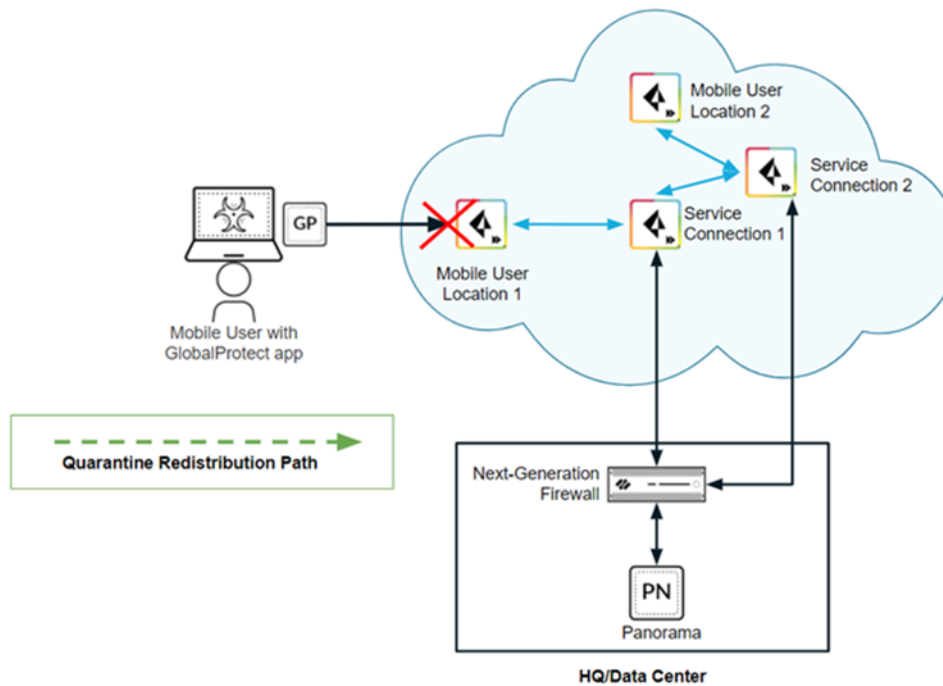 Mobile User
Location 2
Service
Connection 2
GP
Service
Connection 1
Mobile User
Location 1
Mobile User with
GlobalProtect app
Quarantine Redistribution Path
Next-Generation
Firewall
PN
Panorama
HQ/Data Center